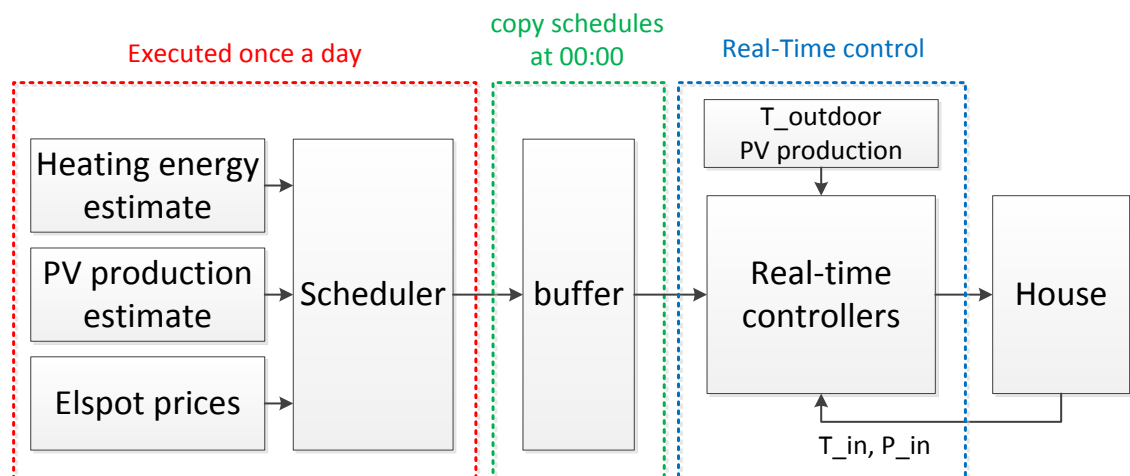 Executed once a day
copy schedules
at 00:00
Real-Time control
Heating energy
estimate
PV production
estimate
Elspot prices
Scheduler
buffer
T_outdoor
PV production
Real-time
controllers
House
T_in, P_in